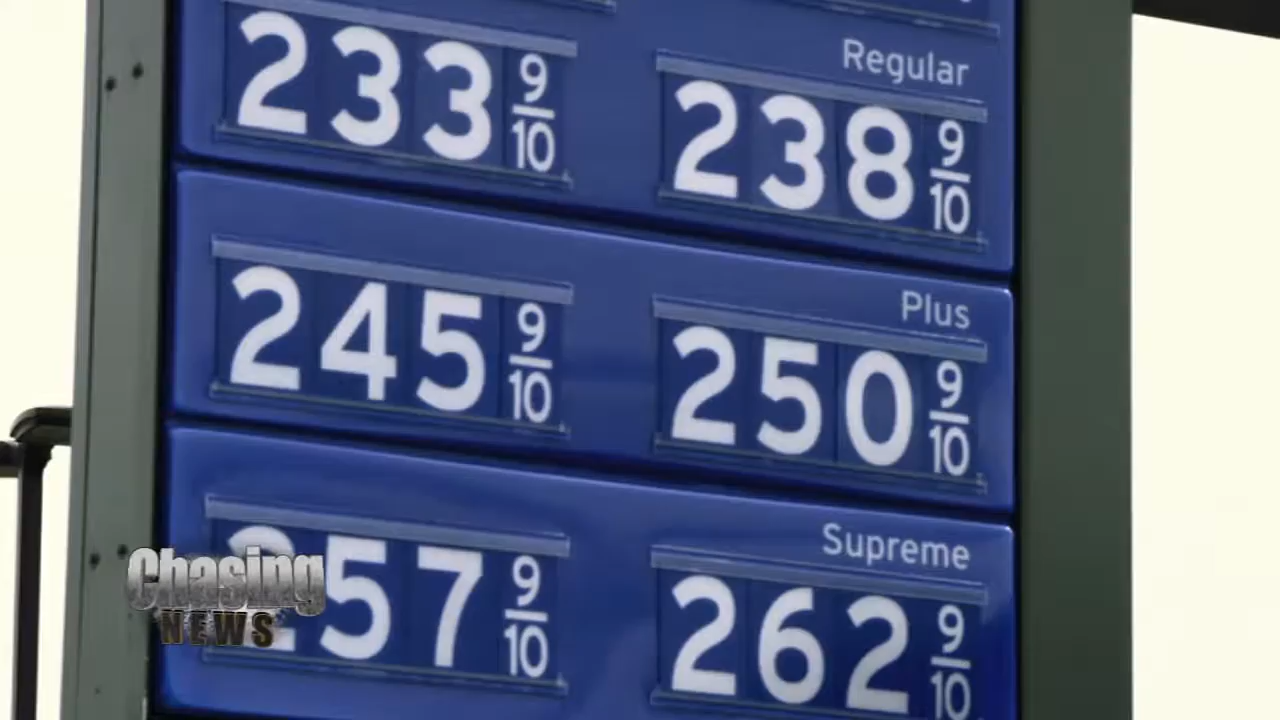 Regular
233 9/10 238 9/10
Plus
245 9/10 250 9/10
Supreme
257 9/10 262 9/10
Chasing
NEWS